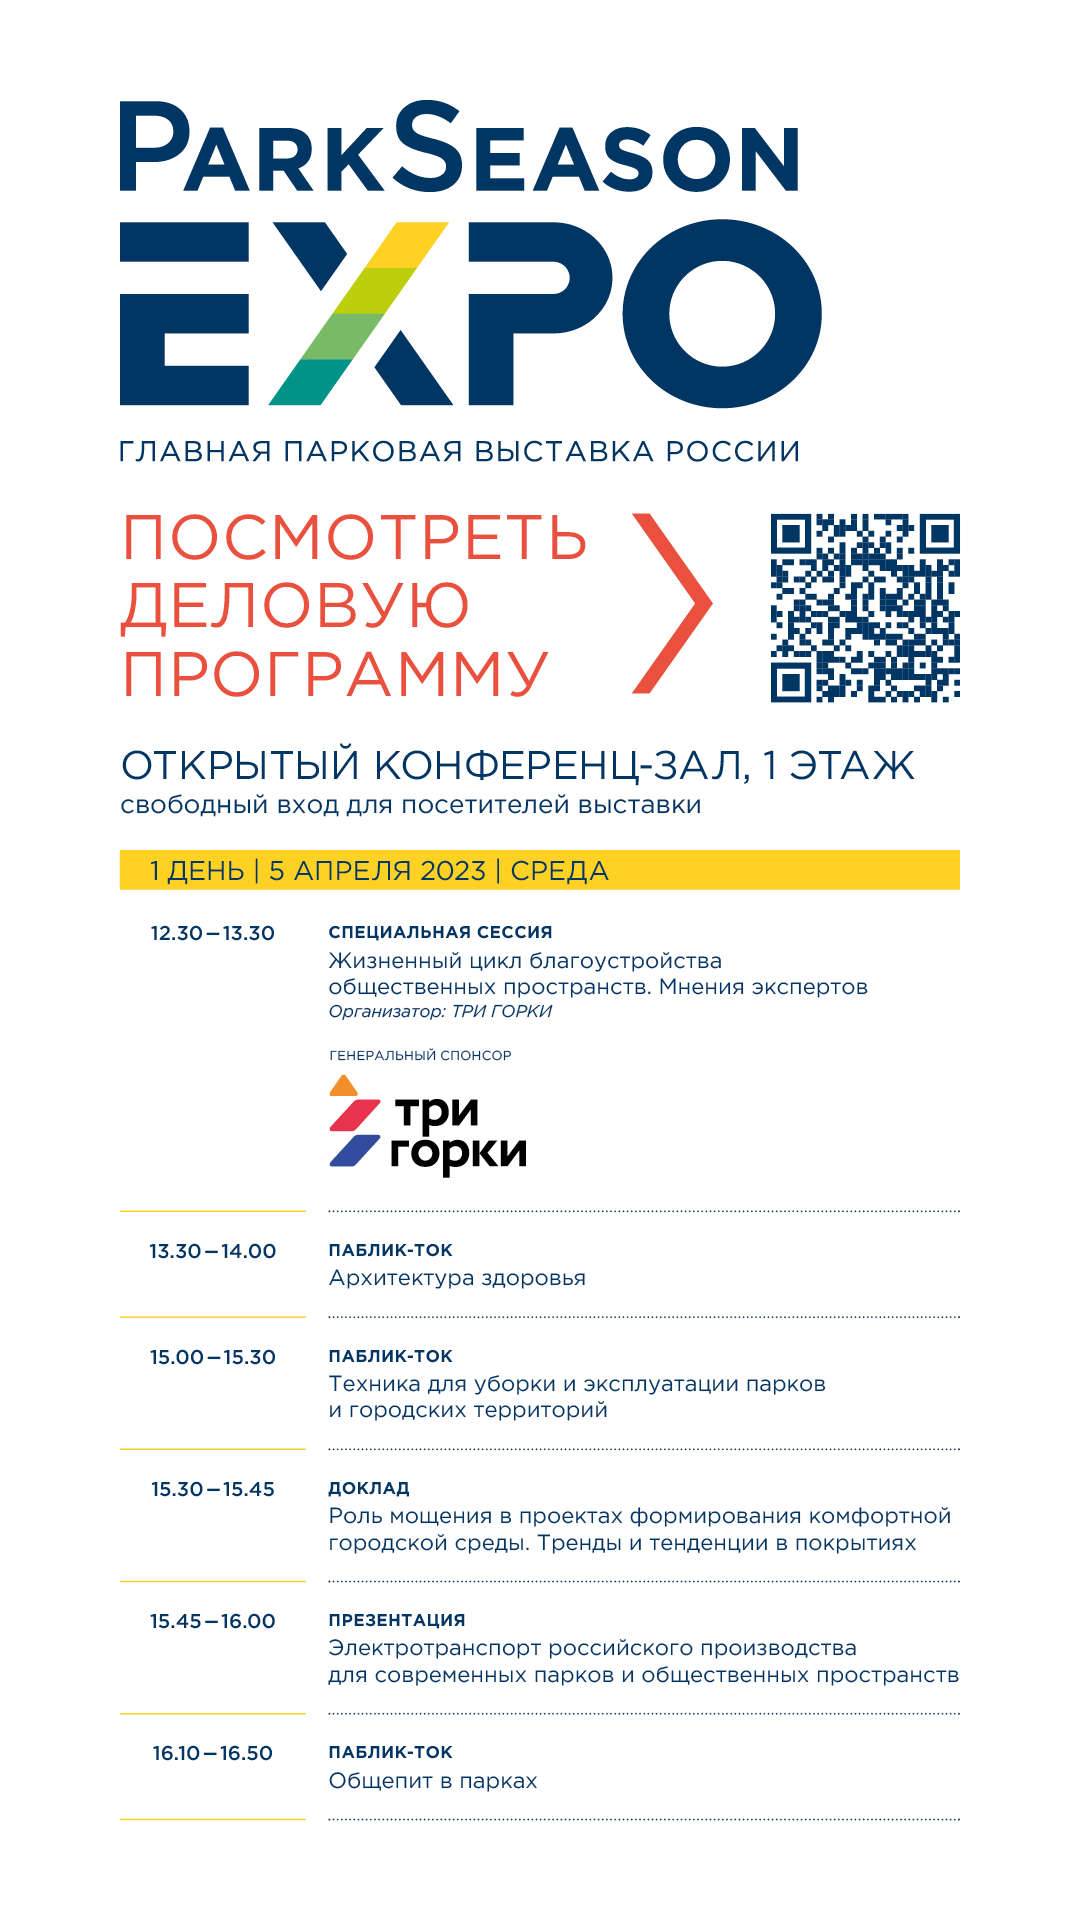 PARKSEASON
EXPO
ГЛАВНАЯ ПАРКОВАЯ ВЫСТАВКА РОССИИ
ПОСМОТРЕТЬ
ДЕЛОВУЮ
ПРОГРАММУ
ОТКРЫТЫЙ КОНФЕРЕНЦ-ЗАЛ, 1 ЭТАЖ
свободный вход для посетителей выставки
1 ДЕНЬ | 5 АПРЕЛЯ 2023 | СРЕДА
12.30–13.30 СПЕЦИАЛЬНАЯ СЕССИЯ
Жизненный цикл благоустройства
общественных пространств. Мнения экспертов
Организатор: ТРИ ГОРКИ
ГЕНЕРАЛЬНЫЙ СПОНСОР
три
горки
13.30–14.00 ПАБЛИК-ТОК
Архитектура здоровья
15.00–15.30 ПАБЛИК-ТОК
Техника для уборки и эксплуатации парков
и городских территорий
15.30–15.45 ДОКЛАД
Роль мощения в проектах формирования комфортной
городской среды. Тренды и тенденции в покрытиях
15.45–16.00 ПРЕЗЕНТАЦИЯ
Электротранспорт российского производства
для современных парков и общественных пространств
16.10–16.50 ПАБЛИК-ТОК
Общепит в парках